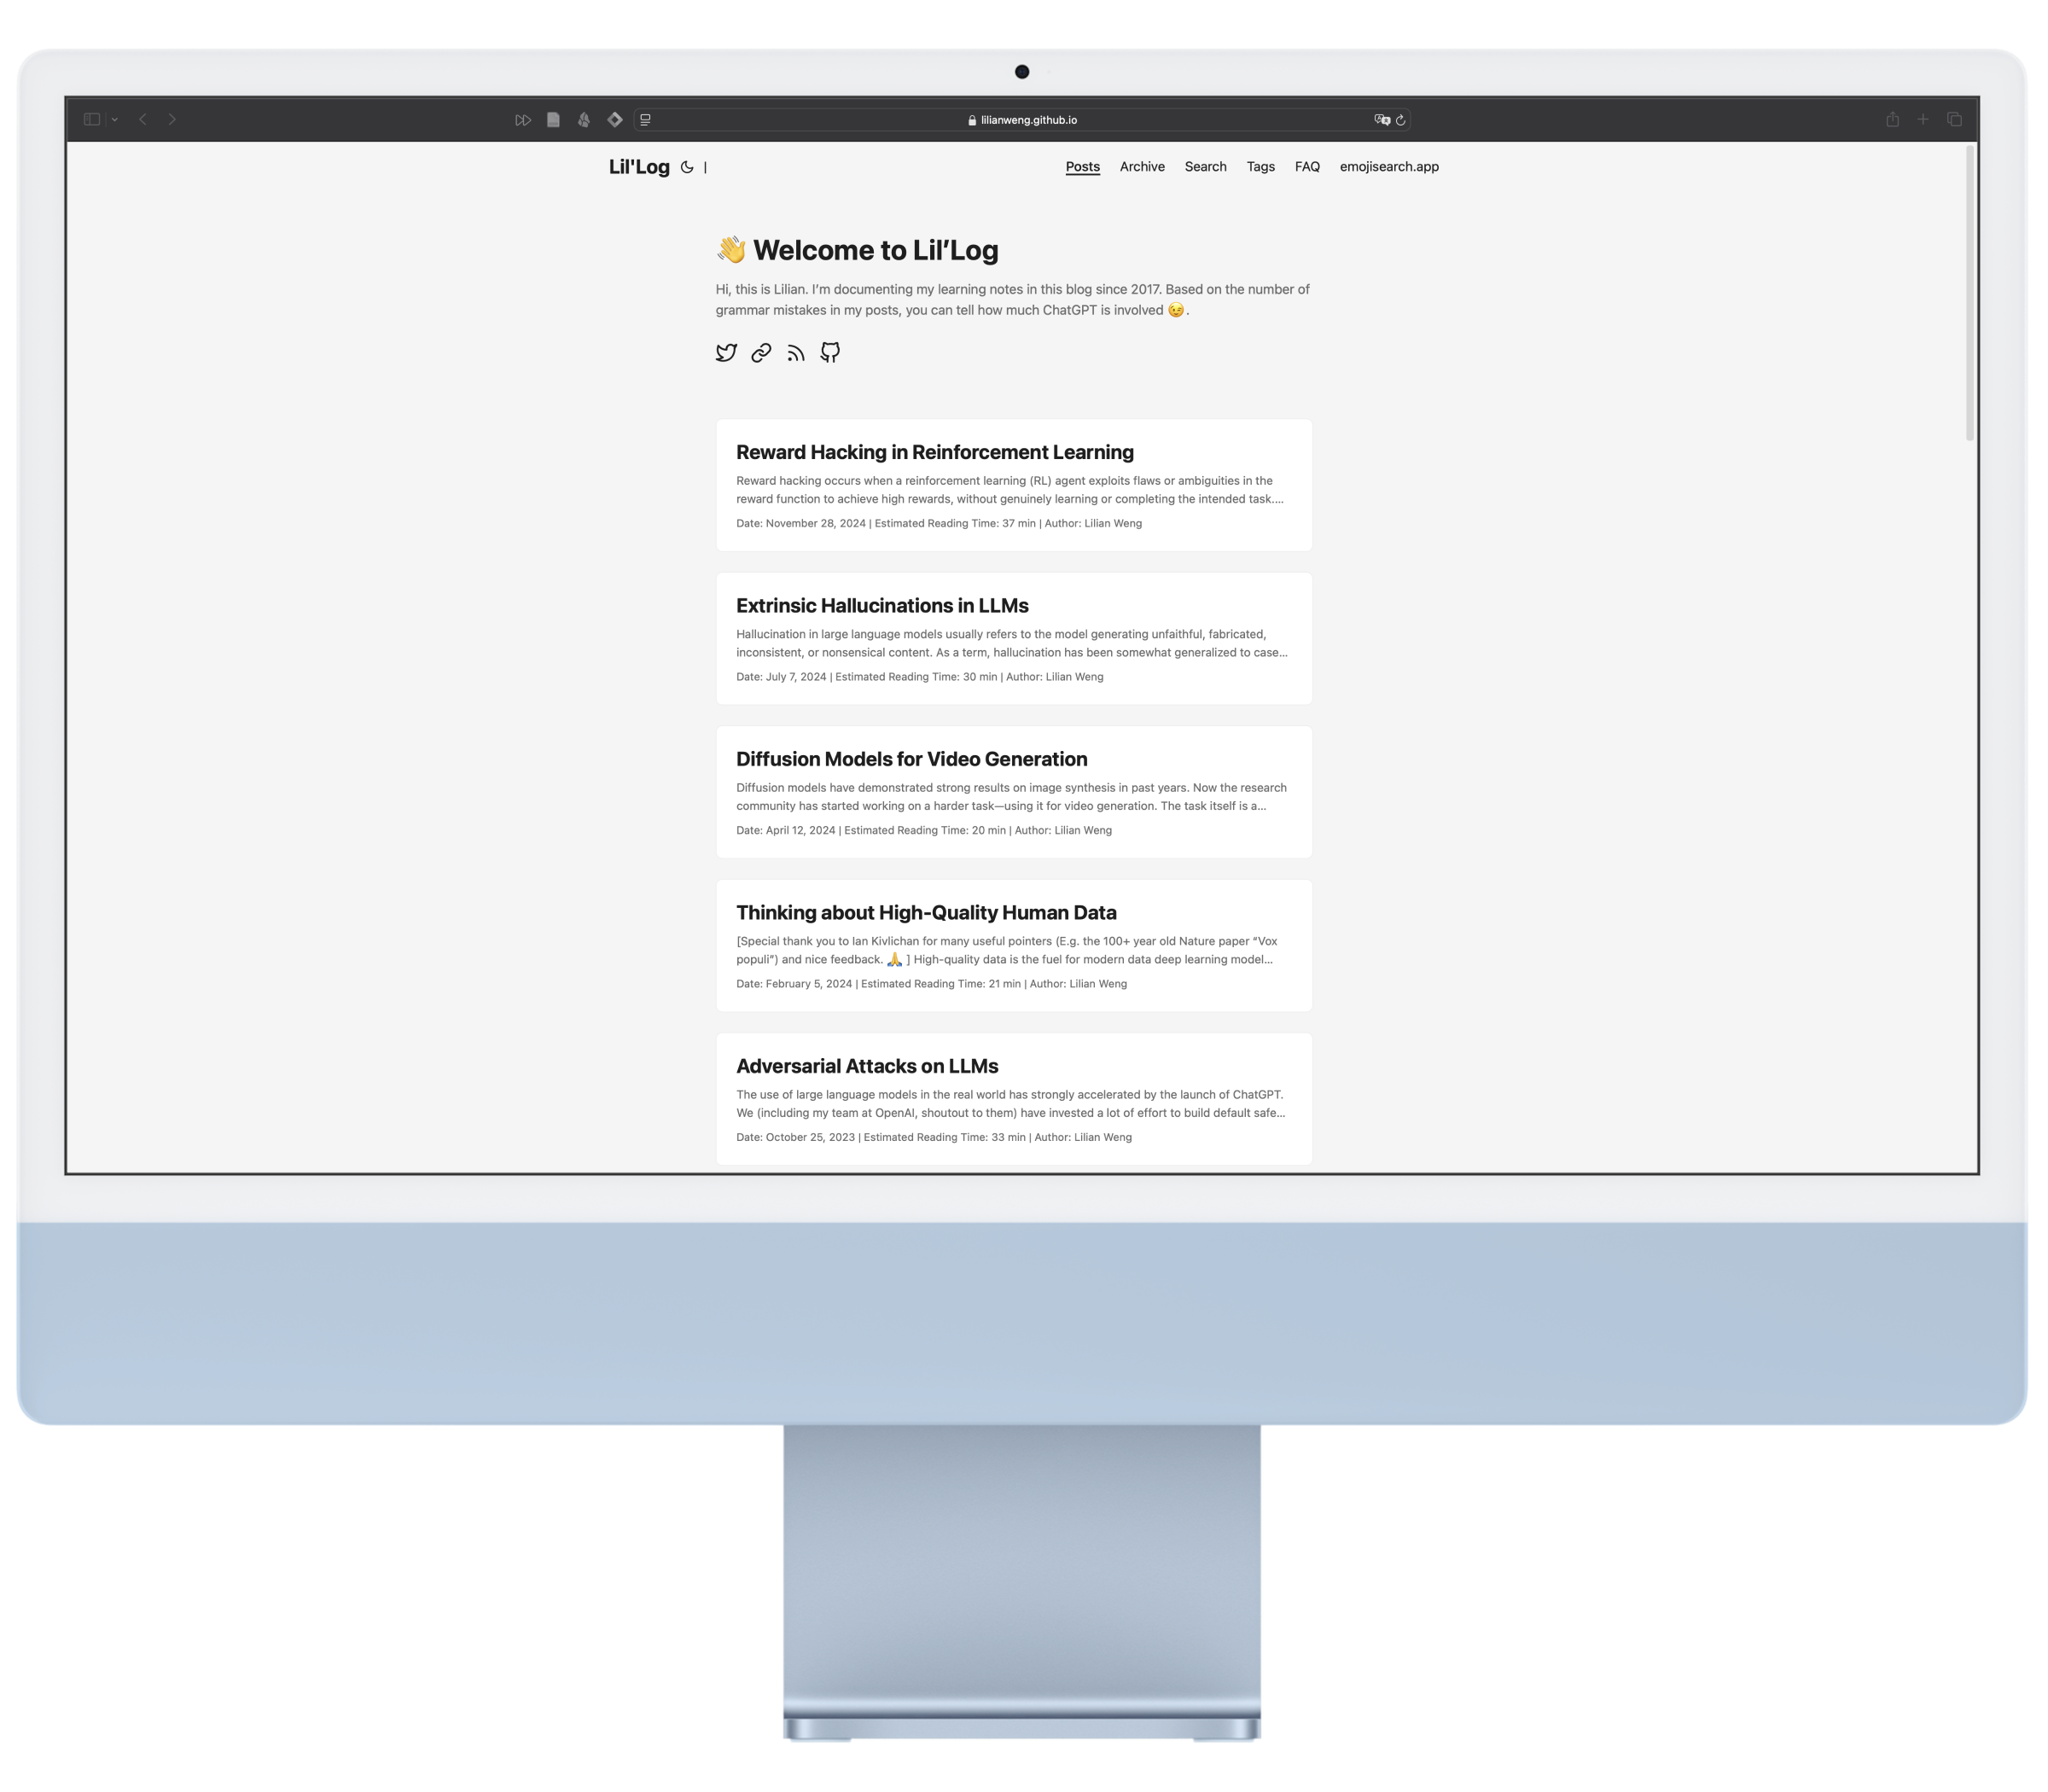 lilianweng.github.io
Lil'Log |
Posts Archive Search Tags FAQ emojisearch.app
👋 Welcome to Lil’Log
Hi, this is Lilian. I’m documenting my learning notes in this blog since 2017. Based on the number of
grammar mistakes in my posts, you can tell how much ChatGPT is involved 😉.
Reward Hacking in Reinforcement Learning
Reward hacking occurs when a reinforcement learning (RL) agent exploits flaws or ambiguities in the
reward function to achieve high rewards, without genuinely learning or completing the intended task....
Date: November 28, 2024 | Estimated Reading Time: 37 min | Author: Lilian Weng
Extrinsic Hallucinations in LLMs
Hallucination in large language models usually refers to the model generating unfaithful, fabricated,
inconsistent, or nonsensical content. As a term, hallucination has been somewhat generalized to case...
Date: July 7, 2024 | Estimated Reading Time: 30 min | Author: Lilian Weng
Diffusion Models for Video Generation
Diffusion models have demonstrated strong results on image synthesis in past years. Now the research
community has started working on a harder task—using it for video generation. The task itself is a...
Date: April 12, 2024 | Estimated Reading Time: 20 min | Author: Lilian Weng
Thinking about High-Quality Human Data
[Special thank you to Ian Kivlichan for many useful pointers (E.g. the 100+ year old Nature paper “Vox
populi”) and nice feedback. 🙏 ] High-quality data is the fuel for modern data deep learning model...
Date: February 5, 2024 | Estimated Reading Time: 21 min | Author: Lilian Weng
Adversarial Attacks on LLMs
The use of large language models in the real world has strongly accelerated by the launch of ChatGPT.
We (including my team at OpenAI, shoutout to them) have invested a lot of effort to build default safe...
Date: October 25, 2023 | Estimated Reading Time: 33 min | Author: Lilian Weng